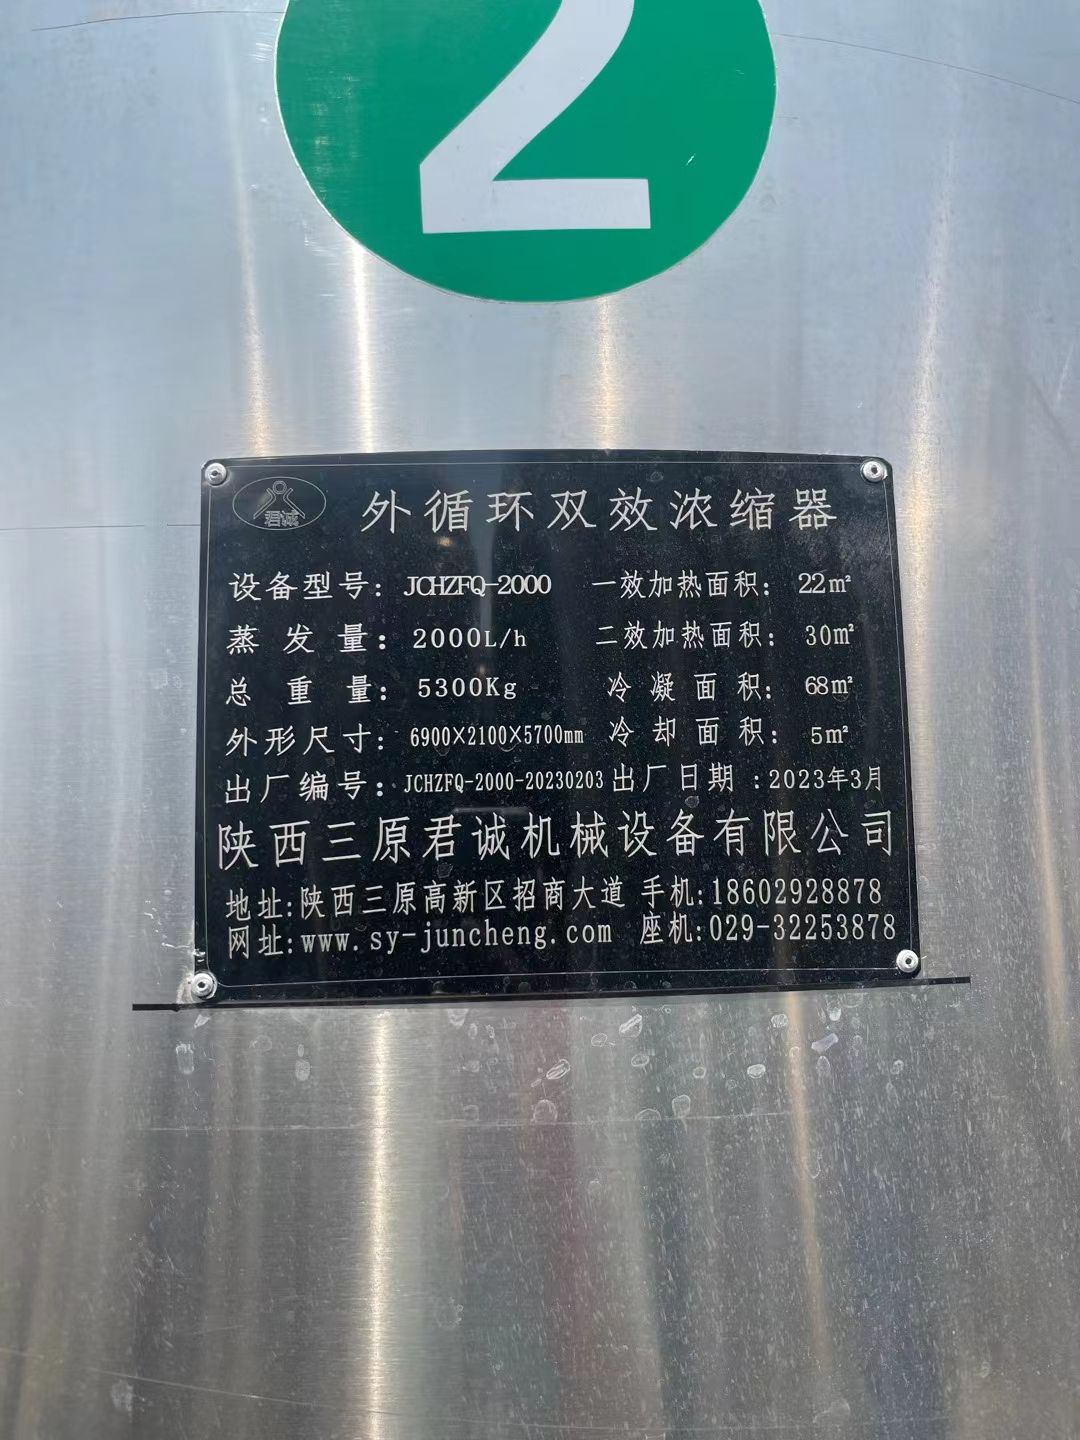 2
君诚
外循环双效浓缩器
设备型号: JCHZFQ-2000 一效加热面积: 22m²
蒸发量: 2000L/h 二效加热面积: 30m²
总重量: 5300Kg 冷凝面积: 68m²
外形尺寸: 6900×2100×5700mm 冷却面积: 5m²
出厂编号: JCHZFQ-2000-20230203 出厂日期:2023年3月
陕西三原君诚机械设备有限公司
地址:陕西三原高新区招商大道 手机:18602928878
网址:www.sy-juncheng.com 座机:029-32253878